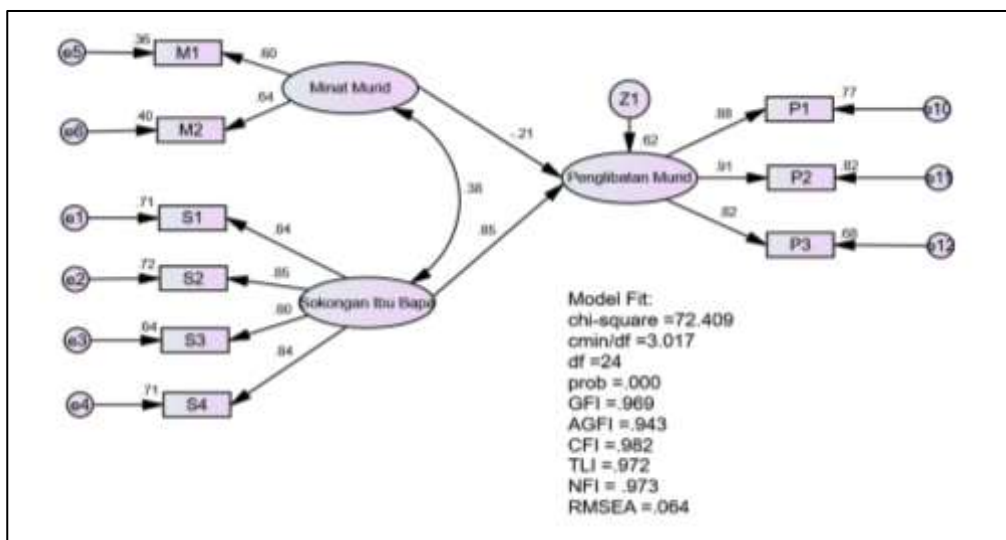 e5
.36
M1
.60
Minat Murid
e6
.40
M2
.64
-.21
.38
e1
.71
S1
.84
e2
.72
S2
.85
e3
.64
S3
.80
e4
.71
S4
.84
Sokongan Ibu Bapa
.85
Z1
.62
Penglibatan Murid
.88
P1
.77
e10
.91
P2
.82
e11
.82
P3
.68
e12
Model Fit:
chi-square =72.409
cmin/df =3.017
df =24
prob =.000
GFI =.969
AGFI =.943
CFI =.982
TLI =.972
NFI = .973
RMSEA =.064